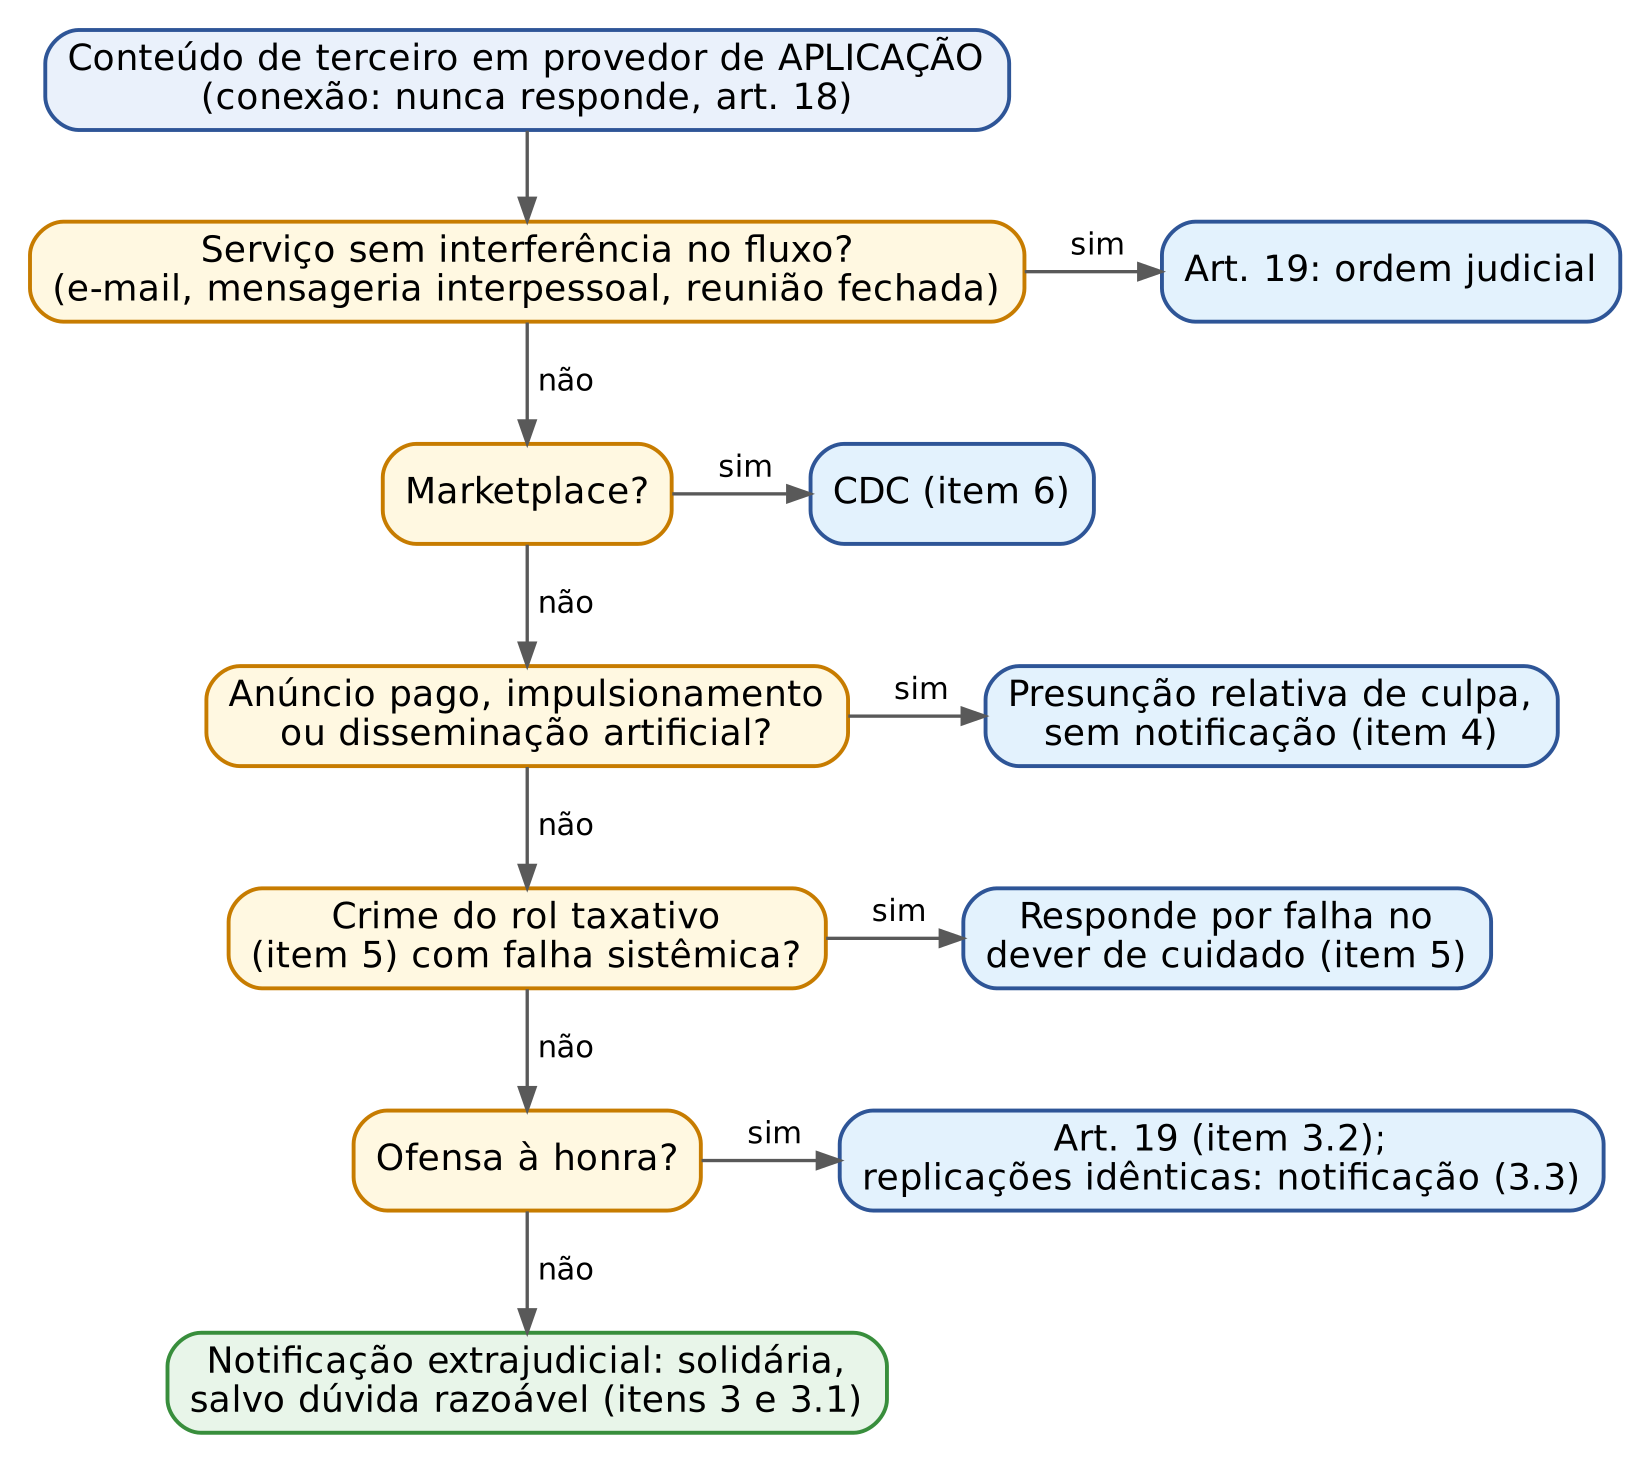 Conteúdo de terceiro em provedor de APLICAÇÃO
(conexão: nunca responde, art. 18)
Serviço sem interferência no fluxo?
(e-mail, mensageria interpessoal, reunião fechada)
sim
Art. 19: ordem judicial
não
Marketplace?
sim
CDC (item 6)
não
Anúncio pago, impulsionamento
ou disseminação artificial?
sim
Presunção relativa de culpa,
sem notificação (item 4)
não
Crime do rol taxativo
(item 5) com falha sistêmica?
sim
Responde por falha no
dever de cuidado (item 5)
não
Ofensa à honra?
sim
Art. 19 (item 3.2);
replicações idênticas: notificação (3.3)
não
Notificação extrajudicial: solidária,
salvo dúvida razoável (itens 3 e 3.1)